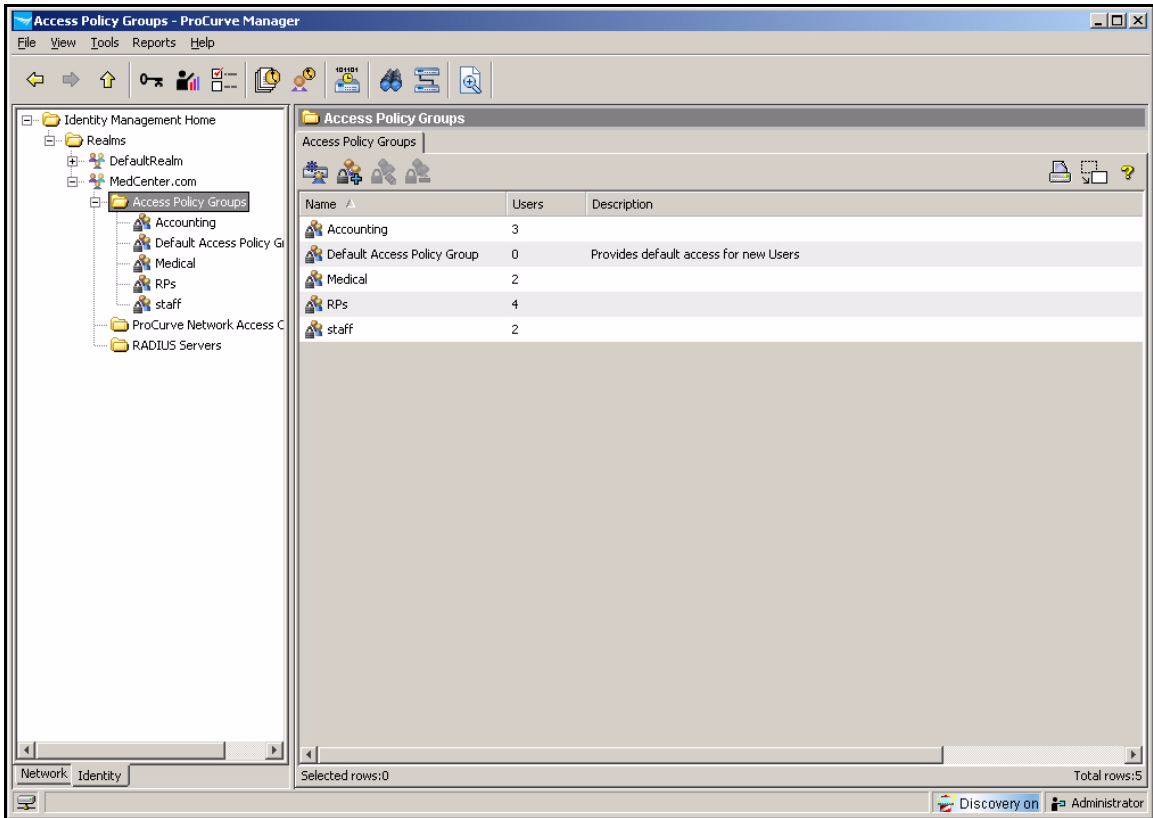 Access Policy Groups - ProCurve Manager
File View Tools Reports Help
101101
Identity Management Home
Realms
DefaultRealm
MedCenter.com
Access Policy Groups
Accounting
Default Access Policy G
Medical
RPs
staff
ProCurve Network Access C
RADIUS Servers
Network Identity
Access Policy Groups
Access Policy Groups
Name Users Description
Accounting 3
Default Access Policy Group 0 Provides default access for new Users
Medical 2
RPs 4
staff 2
Selected rows:0 Total rows:5
Discovery on Administrator